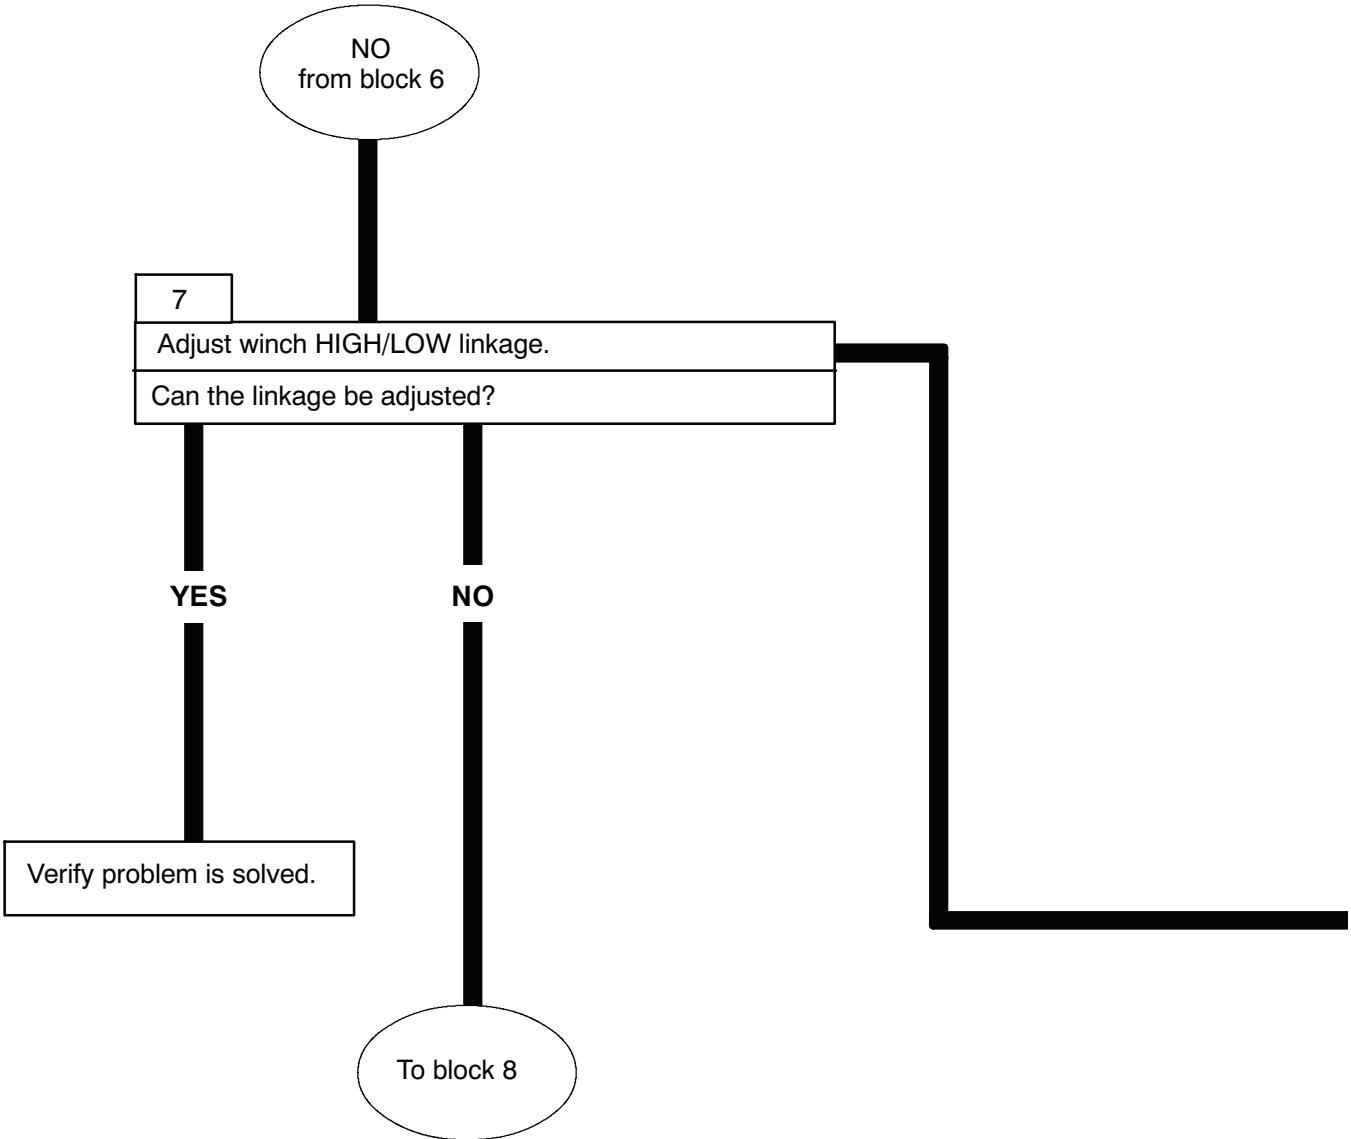 NO
from block 6
7
Adjust winch HIGH/LOW linkage.
Can the linkage be adjusted?
YES
NO
Verify problem is solved.
To block 8